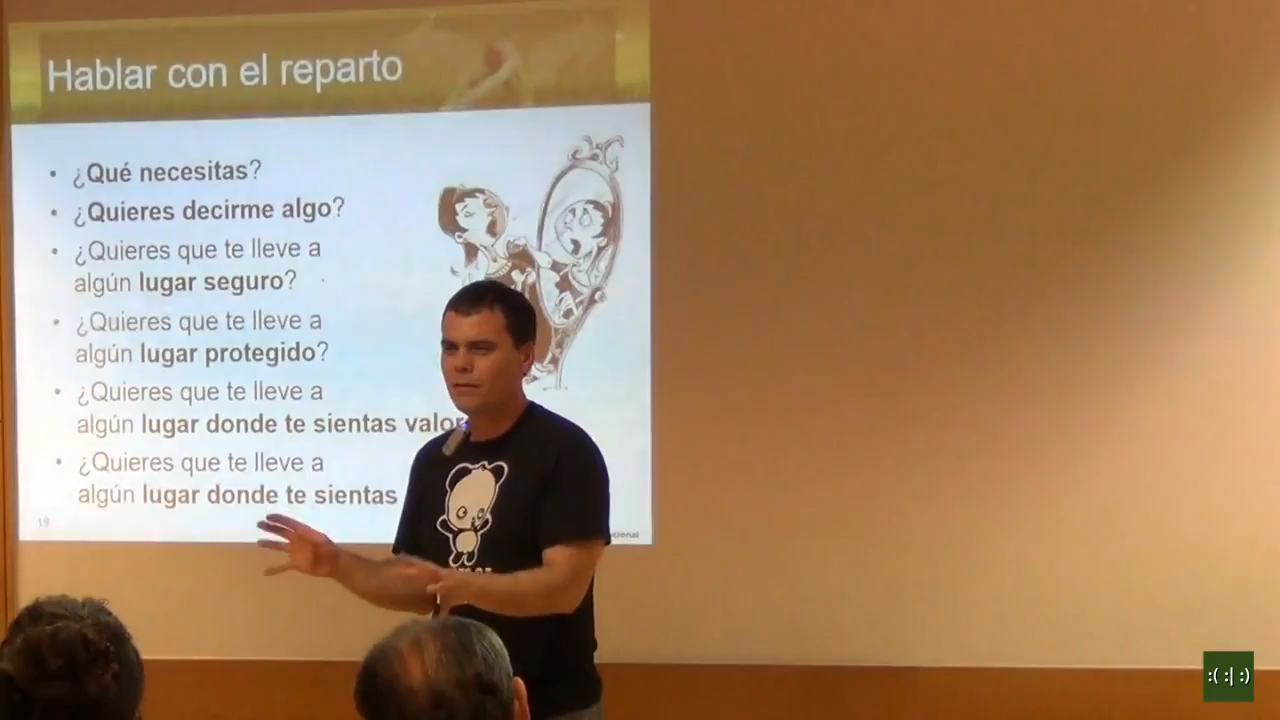 Hablar con el reparto
• ¿Qué necesitas?
• ¿Quieres decirme algo?
• ¿Quieres que te lleve a
algún lugar seguro?
• ¿Quieres que te lleve a
algún lugar protegido?
• ¿Quieres que te lleve a
algún lugar donde te sientas valor
• ¿Quieres que te lleve a
algún lugar donde te sientas
19
cional
:( :| :)